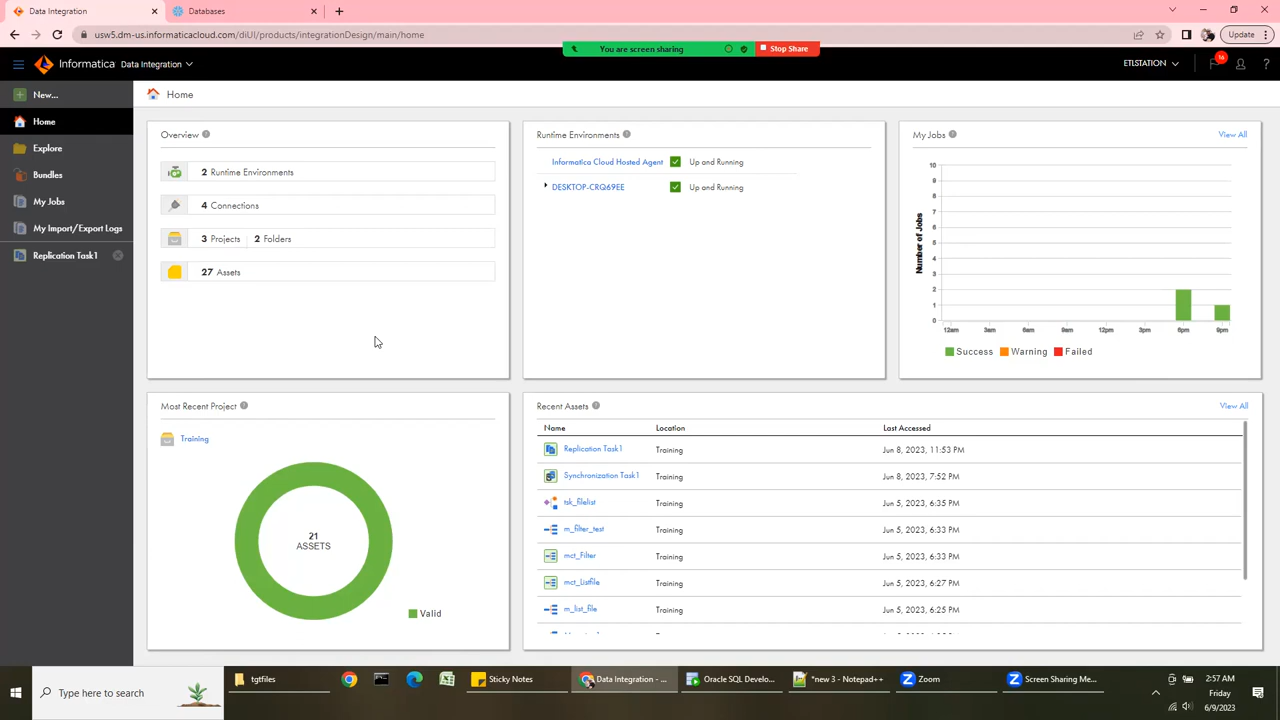 Data Integration
Databases
usw5.dm-us.informaticacloud.com/diUI/products/integrationDesign/main/home
Update
You are screen sharing
Stop Share
Informatica Data Integration
ETLSTATION
16
New...
Home
Explore
Bundles
My Jobs
My Import/Export Logs
Replication Task1
Home
Overview
2 Runtime Environments
4 Connections
3 Projects 2 Folders
27 Assets
Runtime Environments
Informatica Cloud Hosted Agent Up and Running
DESKTOP-CRQ69EE Up and Running
My Jobs
View All
Number of Jobs
10
9
8
7
6
5
4
3
2
1
0
12am 3am 6am 9am 12pm 3pm 6pm 9pm
Success Warning Failed
Most Recent Project
Training
21
ASSETS
Valid
Recent Assets
View All
Name Location Last Accessed
Replication Task1 Training Jun 8, 2023, 11:53 PM
Synchronization Task1 Training Jun 8, 2023, 7:52 PM
tsk_filelist Training Jun 5, 2023, 6:35 PM
m_filter_test Training Jun 5, 2023, 6:33 PM
mct_Filter Training Jun 5, 2023, 6:33 PM
mct_Listfile Training Jun 5, 2023, 6:27 PM
m_list_file Training Jun 5, 2023, 6:25 PM
Type here to search
tgtfiles
Sticky Notes
Data Integration - ...
Oracle SQL Develo...
*new 3 - Notepad++
Zoom
Screen Sharing Me...
2:57 AM
Friday
6/9/2023